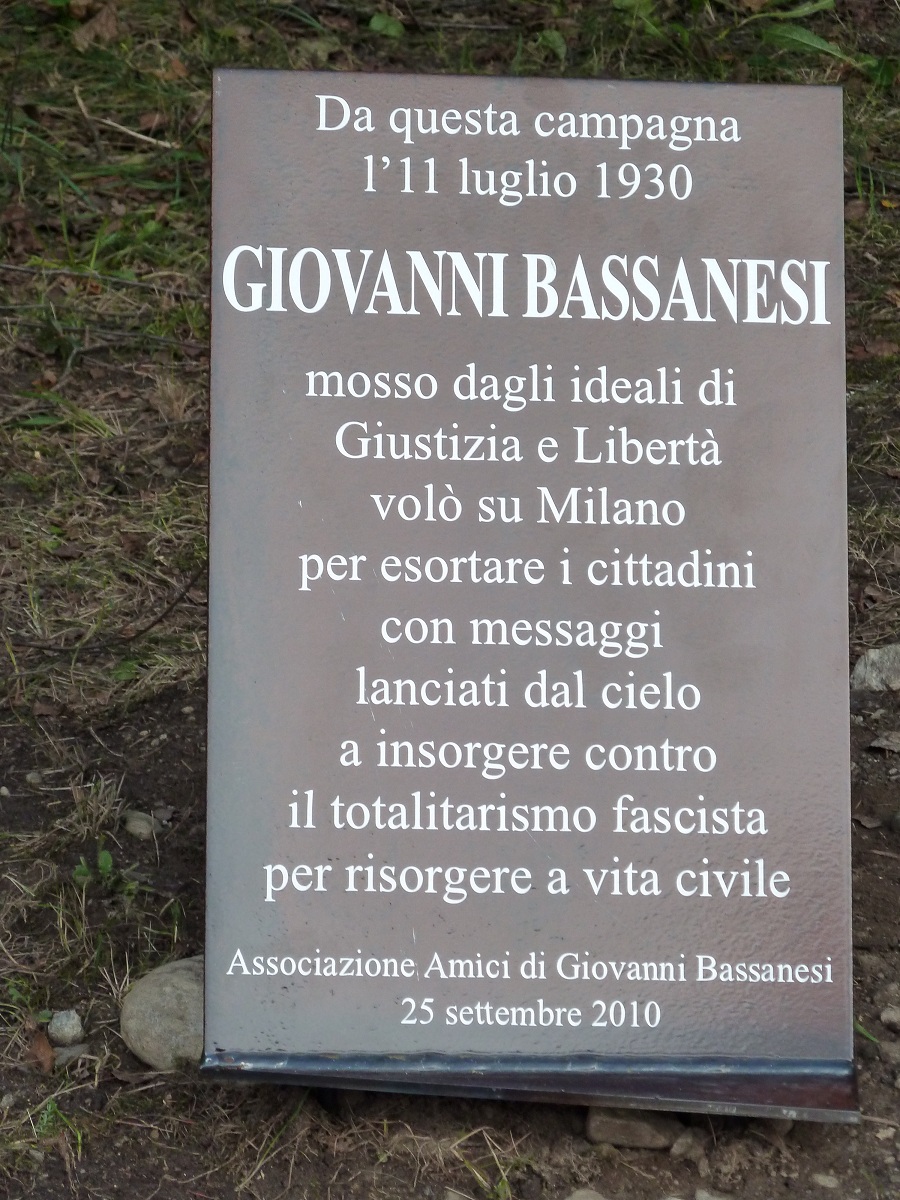 Da questa campagna
l'11 luglio 1930
GIOVANNI BASSANESI
mosso dagli ideali di
Giustizia e Libertà
volò su Milano
per esortare i cittadini
con messaggi
lanciati dal cielo
a insorgere contro
il totalitarismo fascista
per risorgere a vita civile
Associazione Amici di Giovanni Bassanesi
25 settembre 2010